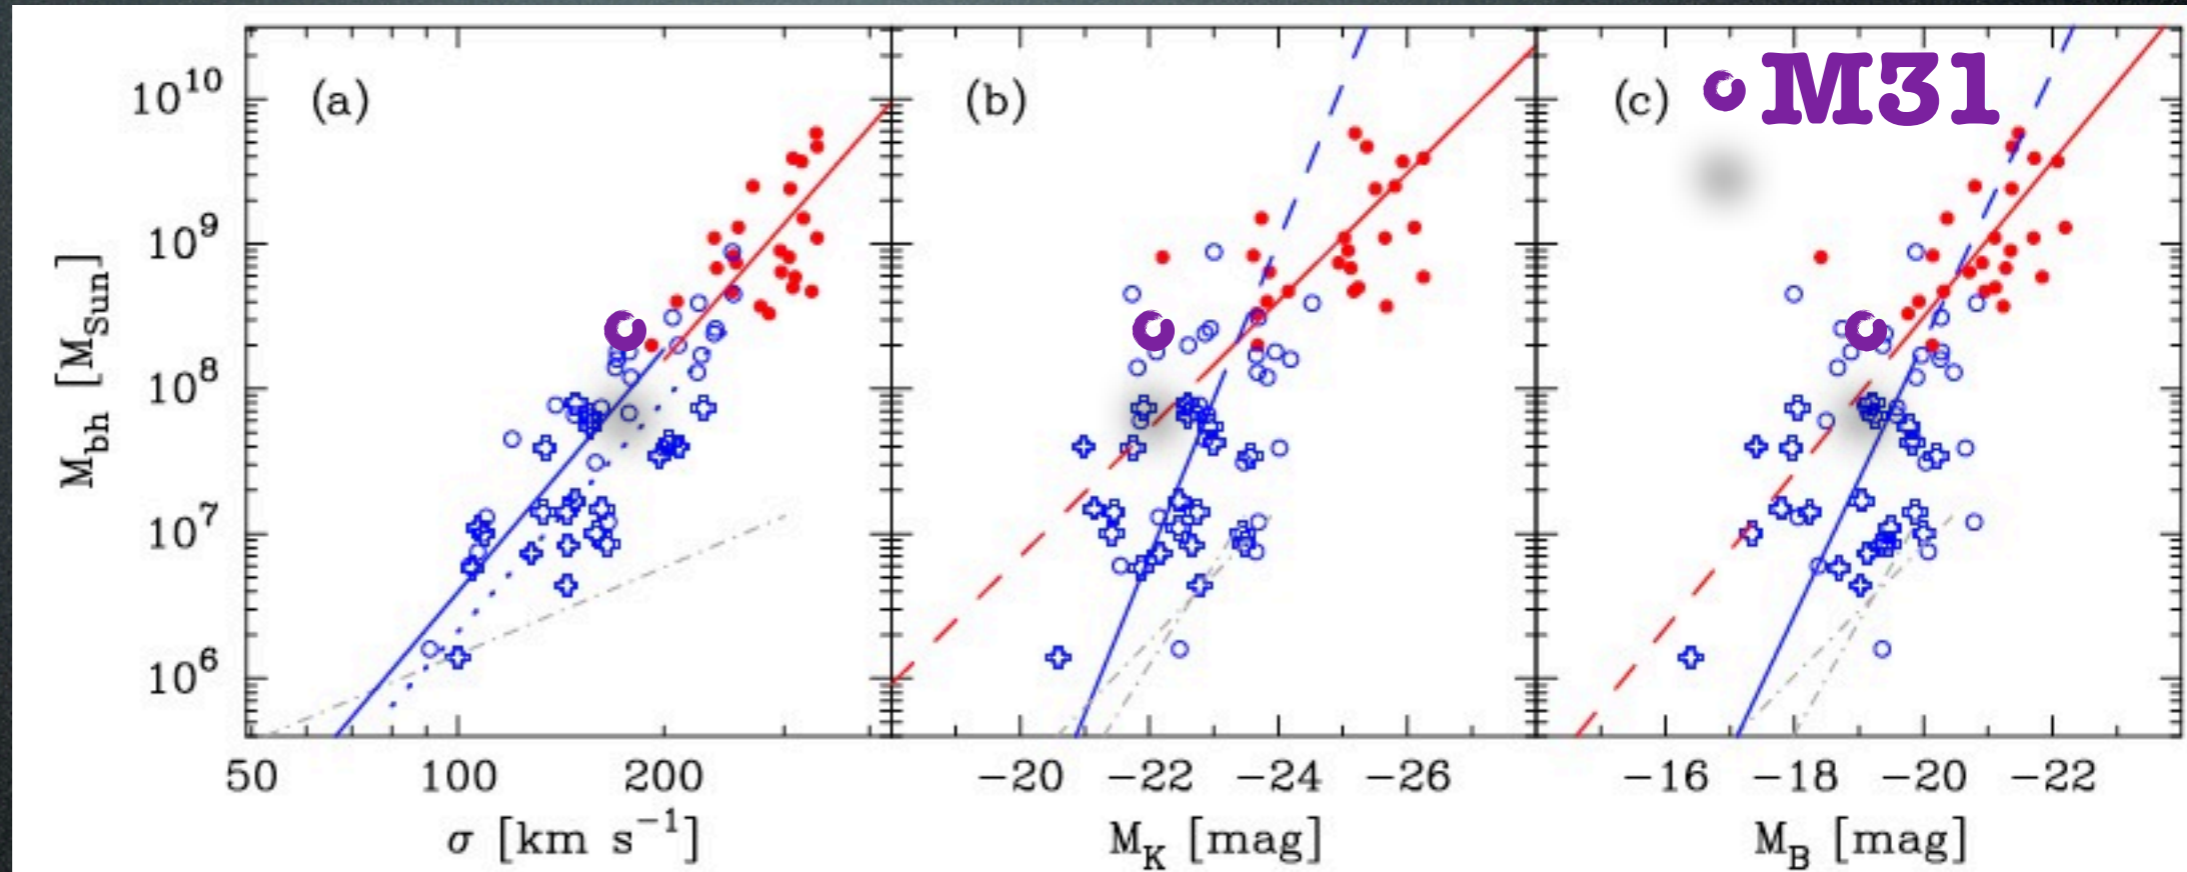 (a)
(b)
(c)
M31
10^10
10^9
10^8
10^7
10^6
M_bh [M_Sun]
50 100 200
σ [km s^-1]
-20 -22 -24 -26
M_K [mag]
-16 -18 -20 -22
M_B [mag]